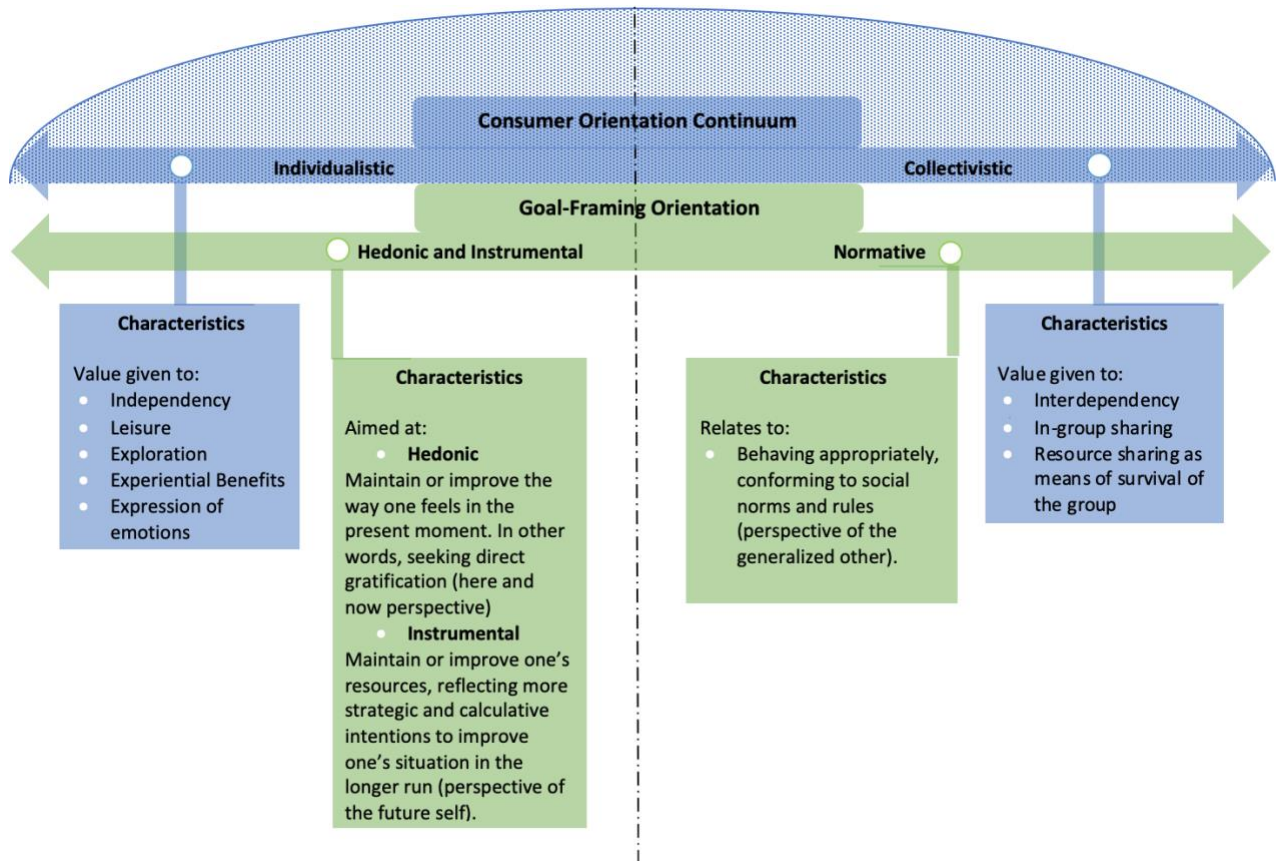 Consumer Orientation Continuum
Individualistic
Collectivistic
Goal-Framing Orientation
Hedonic and Instrumental
Normative
Characteristics
Value given to:
Independency
Leisure
Exploration
Experiential Benefits
Expression of
emotions
Characteristics
Aimed at:
Hedonic
Maintain or improve the
way one feels in the
present moment. In other
words, seeking direct
gratification (here and
now perspective)
Instrumental
Maintain or improve one’s
resources, reflecting more
strategic and calculative
intentions to improve
one’s situation in the
longer run (perspective of
the future self).
Characteristics
Relates to:
Behaving appropriately,
conforming to social
norms and rules
(perspective of the
generalized other).
Characteristics
Value given to:
Interdependency
In-group sharing
Resource sharing as
means of survival of
the group